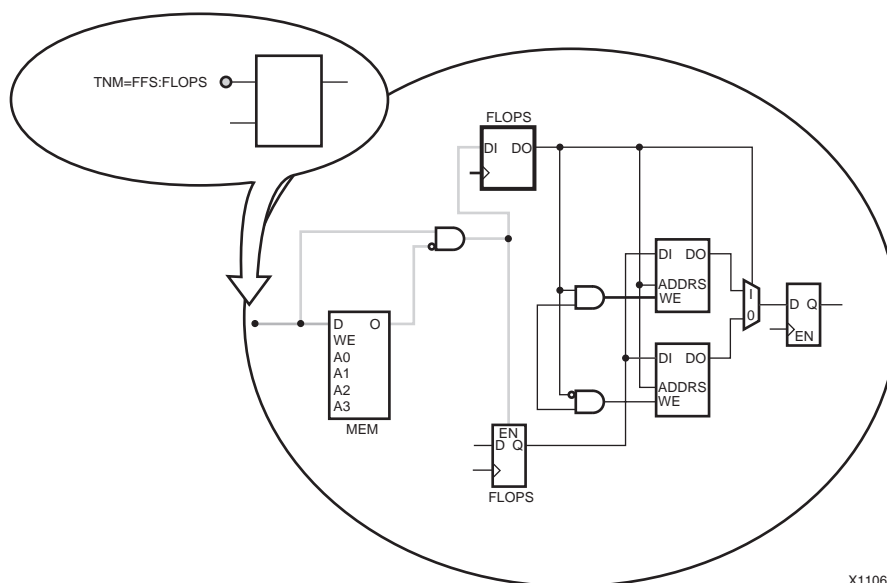 TNM=FFS:FLOPS
FLOPS
DI DO
DI DO
ADDRS
WE
I
0
D Q
EN
D O
WE
A0
A1
A2
A3
MEM
DI DO
ADDRS
WE
EN
D Q
FLOPS
X1106